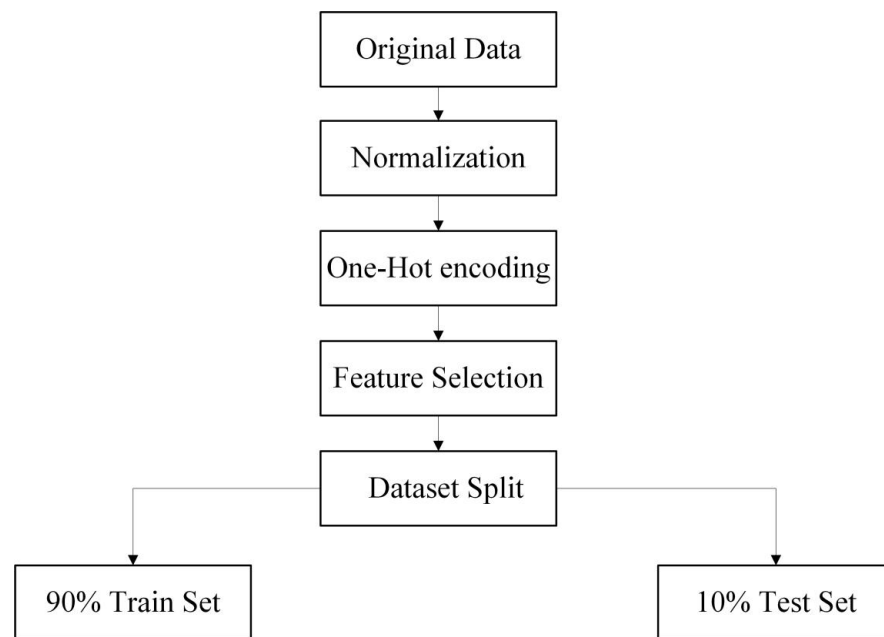 Original Data
Normalization
One-Hot encoding
Feature Selection
Dataset Split
90% Train Set
10% Test Set